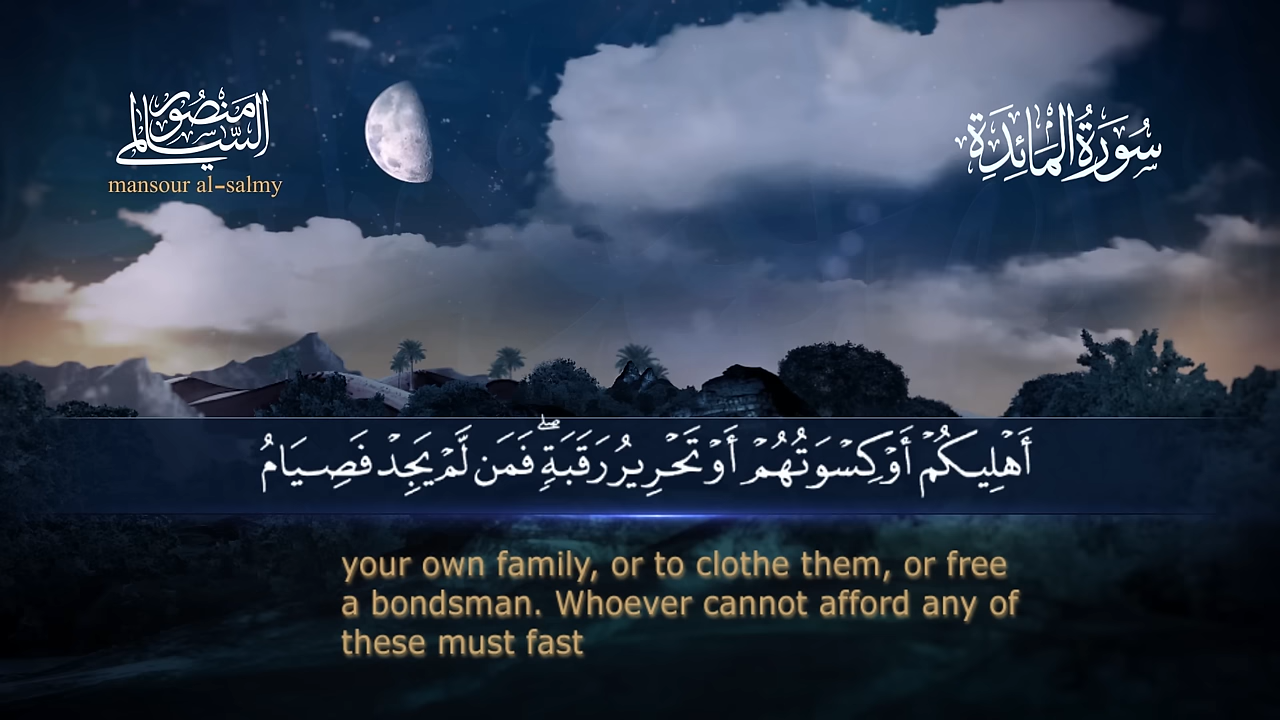 منصور السالمي
mansour al-salmy
سُورَةُ المَائِدَةِ
أَهْلِيكُمْ أَوْ كِسْوَتُهُمْ أَوْ تَحْرِيرُ رَقَبَةٍ ۖ فَمَن لَّمْ يَجِدْ فَصِيَامُ
your own family, or to clothe them, or free
a bondsman. Whoever cannot afford any of
these must fast